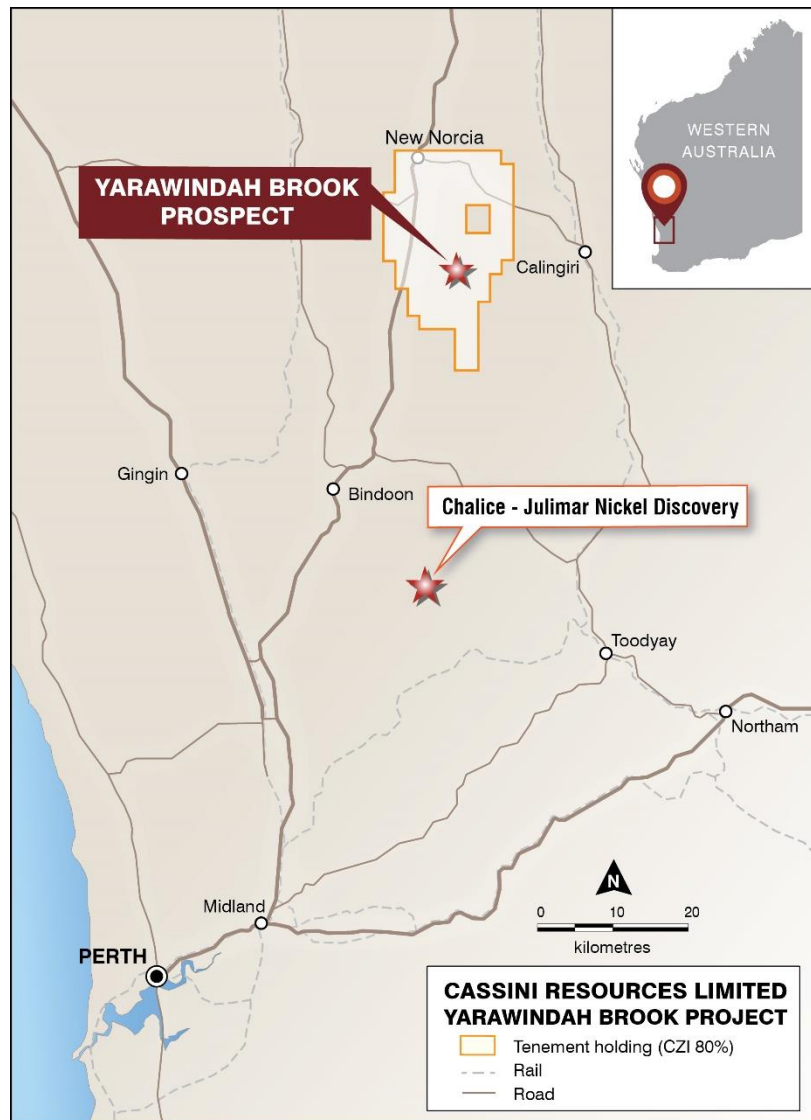 WESTERN
AUSTRALIA
New Norcia
YARAWINDAH BROOK
PROSPECT
Calingiri
Gingin
Bindoon
Chalice - Julimar Nickel Discovery
Toodyay
Northam
N
Midland
0 10 20
kilometres
PERTH
CASSINI RESOURCES LIMITED
YARAWINDAH BROOK PROJECT
Tenement holding (CZI 80%)
Rail
Road